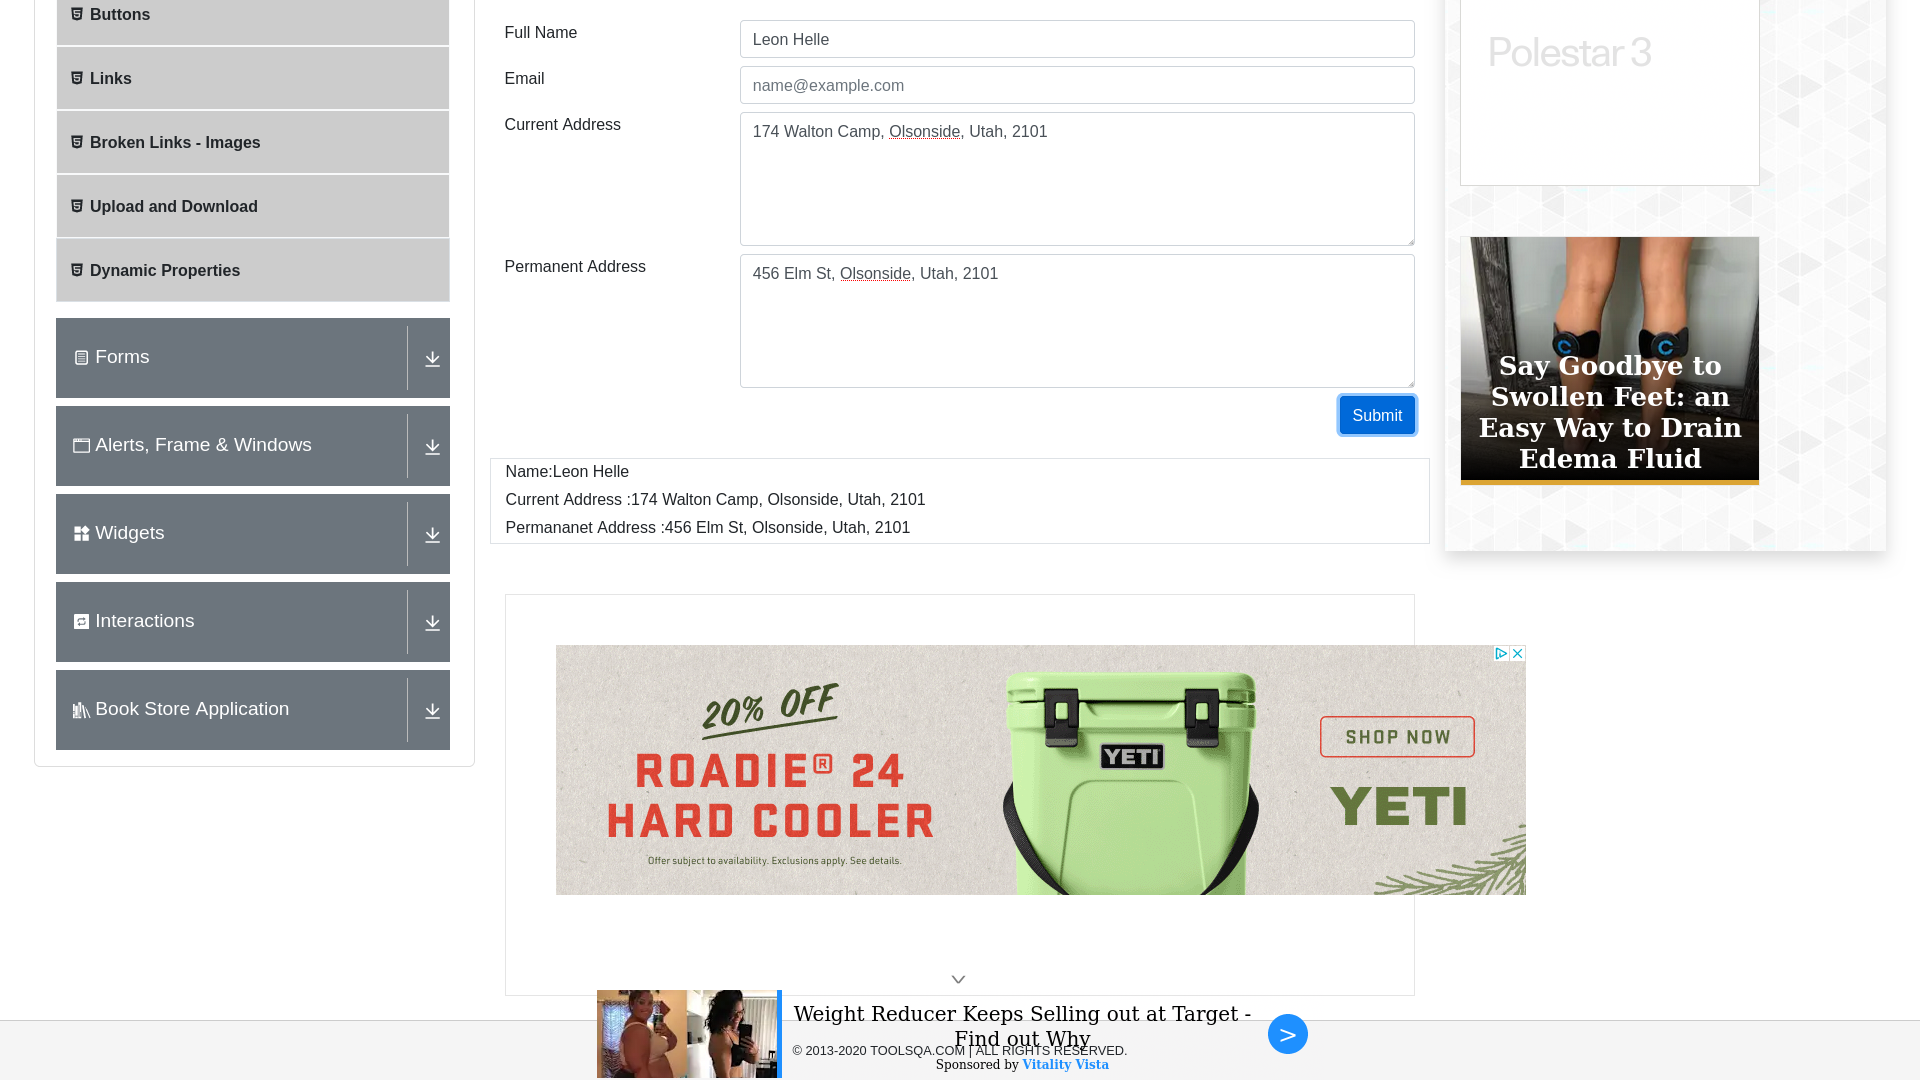 Buttons
Links
Broken Links - Images
Upload and Download
Dynamic Properties
Forms
Alerts, Frame & Windows
Widgets
Interactions
Book Store Application
Full Name
Leon Helle
Email
name@example.com
Current Address
174 Walton Camp, Olsonside, Utah, 2101
Permanent Address
456 Elm St, Olsonside, Utah, 2101
Submit
Name:Leon Helle
Current Address :174 Walton Camp, Olsonside, Utah, 2101
Permananet Address :456 Elm St, Olsonside, Utah, 2101
Polestar 3
Say Goodbye to
Swollen Feet: an
Easy Way to Drain
Edema Fluid
20% OFF
ROADIE® 24
HARD COOLER
Offer subject to availability. Exclusions apply. See details.
YETI
SHOP NOW
YETI
Weight Reducer Keeps Selling out at Target -
Find out Why
© 2013-2020 TOOLSQA.COM | ALL RIGHTS RESERVED.
Sponsored by Vitality Vista